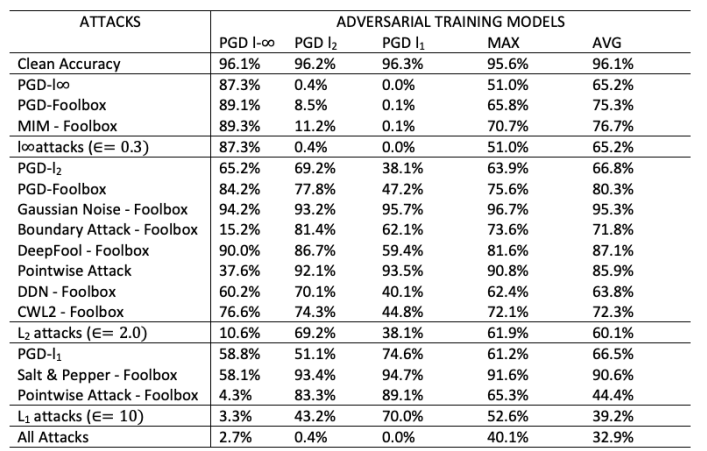 ATTACKS ADVERSARIAL TRAINING MODELS
PGD l-∞ PGD l₂ PGD l₁ MAX AVG
Clean Accuracy 96.1% 96.2% 96.3% 95.6% 96.1%
PGD-l∞ 87.3% 0.4% 0.0% 51.0% 65.2%
PGD-Foolbox 89.1% 8.5% 0.1% 65.8% 75.3%
MIM - Foolbox 89.3% 11.2% 0.1% 70.7% 76.7%
l∞attacks (∈= 0.3) 87.3% 0.4% 0.0% 51.0% 65.2%
PGD-l₂ 65.2% 69.2% 38.1% 63.9% 66.8%
PGD-Foolbox 84.2% 77.8% 47.2% 75.6% 80.3%
Gaussian Noise - Foolbox 94.2% 93.2% 95.7% 96.7% 95.3%
Boundary Attack - Foolbox 15.2% 81.4% 62.1% 73.6% 71.8%
DeepFool - Foolbox 90.0% 86.7% 59.4% 81.6% 87.1%
Pointwise Attack 37.6% 92.1% 93.5% 90.8% 85.9%
DDN - Foolbox 60.2% 70.1% 40.1% 62.4% 63.8%
CWL2 - Foolbox 76.6% 74.3% 44.8% 72.1% 72.3%
L₂ attacks (∈= 2.0) 10.6% 69.2% 38.1% 61.9% 60.1%
PGD-l₁ 58.8% 51.1% 74.6% 61.2% 66.5%
Salt & Pepper - Foolbox 58.1% 93.4% 94.7% 91.6% 90.6%
Pointwise Attack - Foolbox 4.3% 83.3% 89.1% 65.3% 44.4%
L₁ attacks (∈= 10) 3.3% 43.2% 70.0% 52.6% 39.2%
All Attacks 2.7% 0.4% 0.0% 40.1% 32.9%